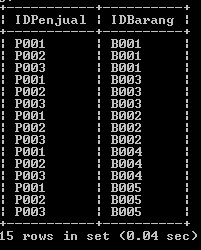 | IDPenjual | IDBarang |
| P001 | B001 |
| P002 | B001 |
| P003 | B001 |
| P001 | B003 |
| P002 | B003 |
| P003 | B003 |
| P001 | B002 |
| P002 | B002 |
| P003 | B002 |
| P001 | B004 |
| P002 | B004 |
| P003 | B004 |
| P001 | B005 |
| P002 | B005 |
| P003 | B005 |
15 rows in set (0.04 sec)